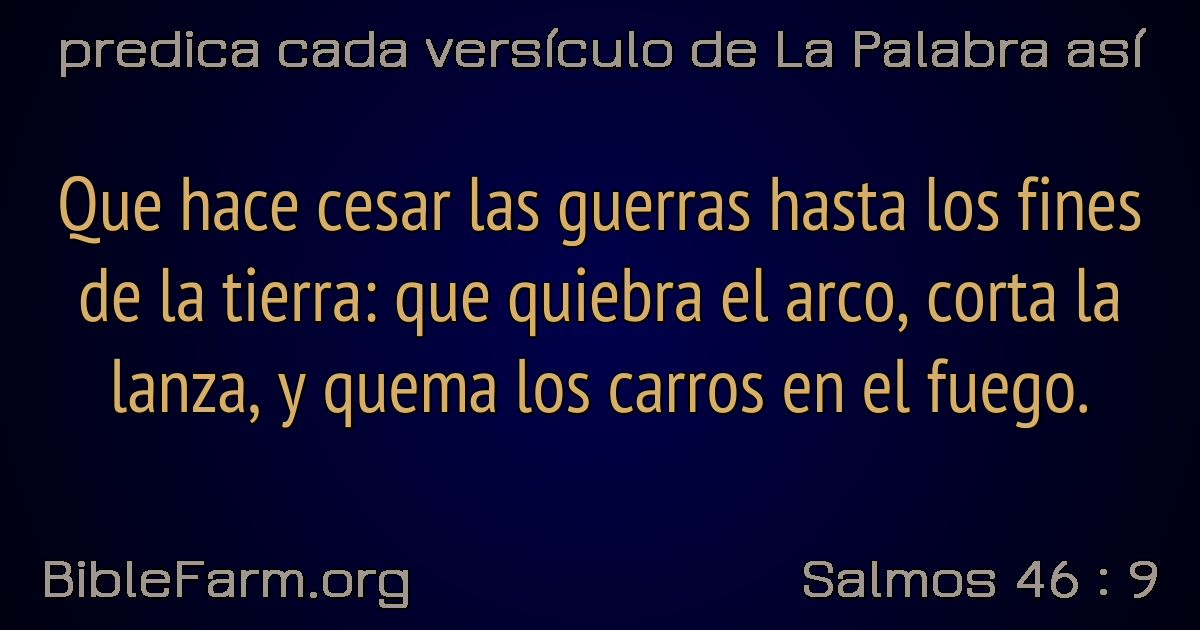 predica cada versículo de La Palabra así
Que hace cesar las guerras hasta los fines
de la tierra: que quiebra el arco, corta la
lanza, y quema los carros en el fuego.
BibleFarm.org
Salmos 46 : 9